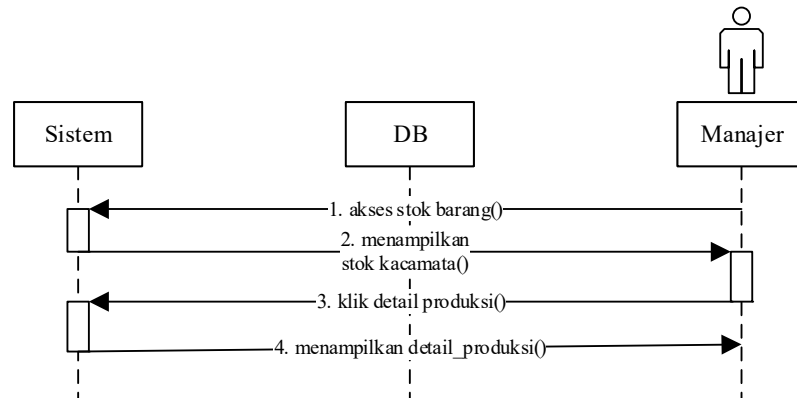 Sistem
DB
Manajer
1. akses stok barang()
2. menampilkan
stok kacamata()
3. klik detail produksi()
4. menampilkan detail_produksi()